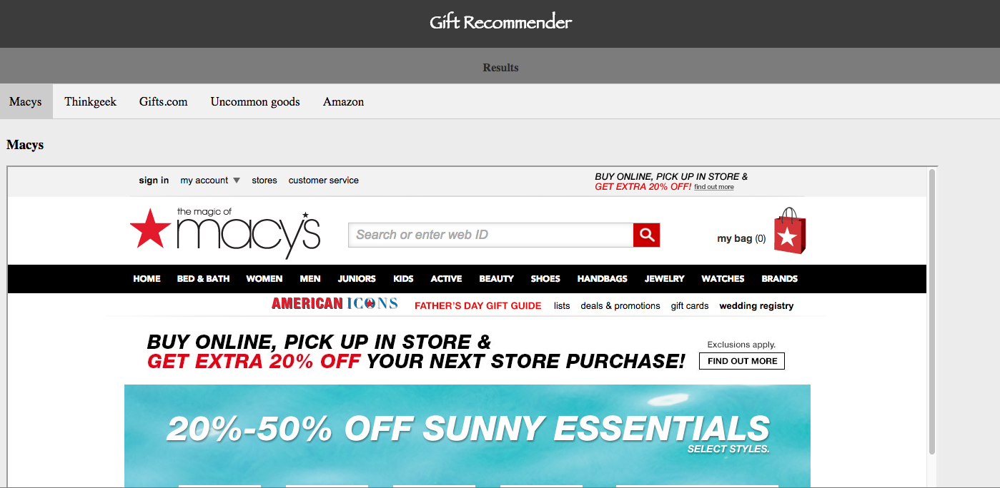 Gift Recommender
Results
Macys Thinkgeek Gifts.com Uncommon goods Amazon
Macys
sign in my account stores customer service
BUY ONLINE, PICK UP IN STORE &
GET EXTRA 20% OFF! find out more
the magic of
macy's
Search or enter web ID
my bag (0)
HOME BED & BATH WOMEN MEN JUNIORS KIDS ACTIVE BEAUTY SHOES HANDBAGS JEWELRY WATCHES BRANDS
AMERICAN ICONS FATHER'S DAY GIFT GUIDE lists deals & promotions gift cards wedding registry
BUY ONLINE, PICK UP IN STORE &
GET EXTRA 20% OFF YOUR NEXT STORE PURCHASE!
Exclusions apply.
FIND OUT MORE
20%-50% OFF SUNNY ESSENTIALS
SELECT STYLES.